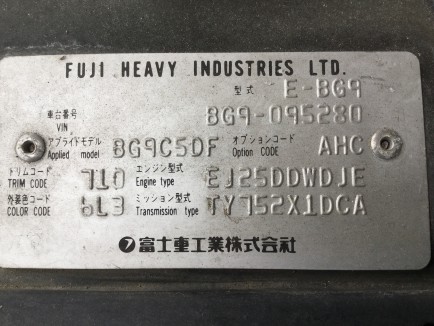 FUJI HEAVY INDUSTRIES LTD.
型式 E-BG9
車台番号 VIN BG9-095280
アプライドモデル Applied model BG9C5DF オプションコード Option CODE AHC
トリムコード TRIM CODE 710 エンジン型式 Engine type EJ25DDWDJE
外装色コード COLOR CODE 6L3 ミッション型式 Transmission type TY752X1DCA
富士重工業株式会社